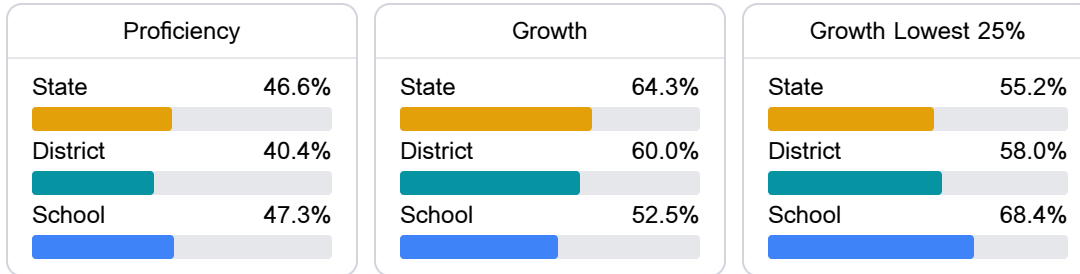 Proficiency
State 46.6%
District 40.4%
School 47.3%
Growth
State 64.3%
District 60.0%
School 52.5%
Growth Lowest 25%
State 55.2%
District 58.0%
School 68.4%